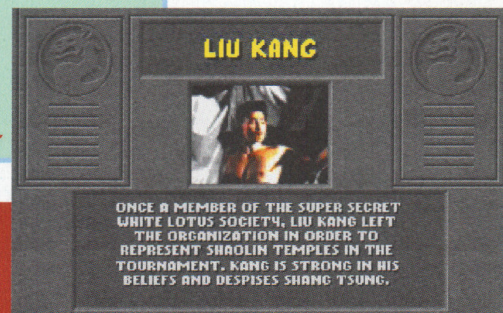 LIU KANG
ONCE A MEMBER OF THE SUPER SECRET
WHITE LOTUS SOCIETY, LIU KANG LEFT
THE ORGANIZATION IN ORDER TO
REPRESENT SHAOLIN TEMPLES IN THE
TOURNAMENT. KANG IS STRONG IN HIS
BELIEFS AND DESPISES SHANG TSUNG.